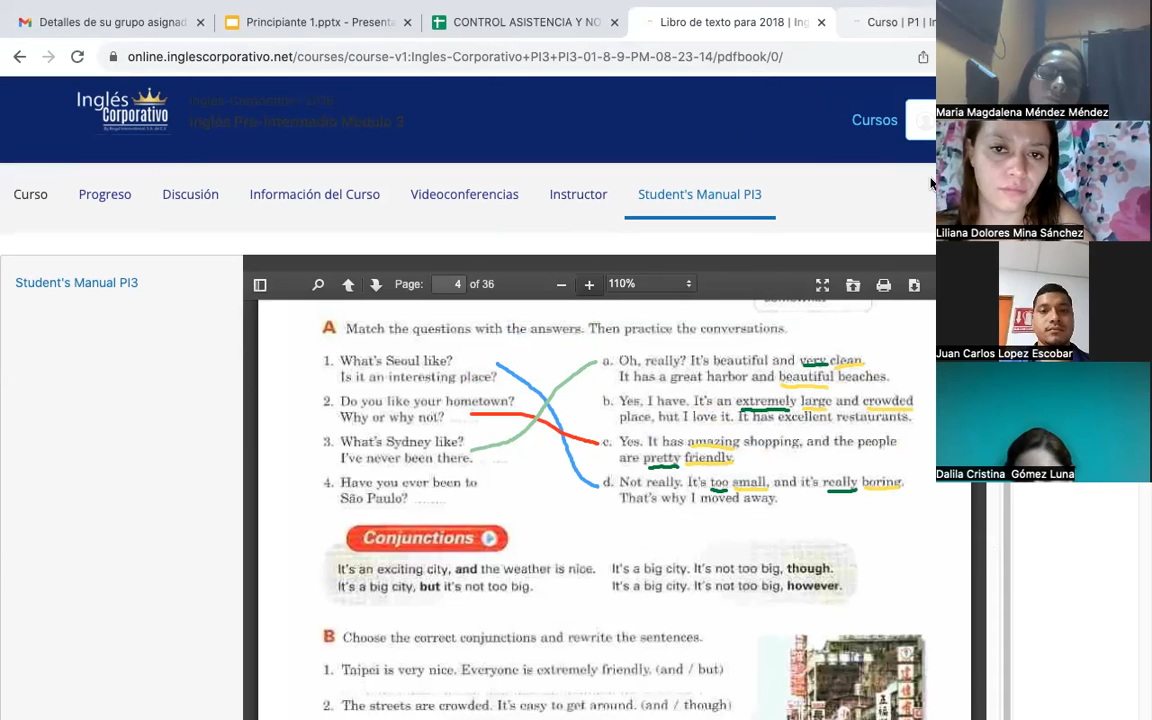 Detalles de su grupo asignad
Principiante 1.pptx - Presenta
CONTROL ASISTENCIA Y NO
Libro de texto para 2018 | Ing
Curso | P1 | In
online.inglescorporativo.net/courses/course-v1:Ingles-Corporativo+PI3+PI3-01-8-9-PM-08-23-14/pdfbook/0/
Inglés
Corporativo
Inglés Pre-Intermedio Modulo 3
Cursos
Curso
Progreso
Discusión
Información del Curso
Videoconferencias
Instructor
Student's Manual PI3
Student's Manual PI3
Page:
4
of 36
110%
A Match the questions with the answers. Then practice the conversations.
1. What's Seoul like?
Is it an interesting place?
2. Do you like your hometown?
Why or why not?
3. What's Sydney like?
I've never been there.
4. Have you ever been to
São Paulo?
a. Oh, really? It's beautiful and very clean.
It has a great harbor and beautiful beaches.
b. Yes, I have. It's an extremely large and crowded
place, but I love it. It has excellent restaurants.
c. Yes. It has amazing shopping, and the people
are pretty friendly.
d. Not really. It's too small, and it's really boring.
That's why I moved away.
Conjunctions
It's an exciting city, and the weather is nice.
It's a big city, but it's not too big.
It's a big city. It's not too big, though.
It's a big city. It's not too big, however.
B Choose the correct conjunctions and rewrite the sentences.
1. Taipei is very nice. Everyone is extremely friendly. (and / but)
2. The streets are crowded. It's easy to get around. (and / though)
Maria Magdalena Méndez Méndez
Liliana Dolores Mina Sánchez
Juan Carlos Lopez Escobar
Dalila Cristina Gómez Luna